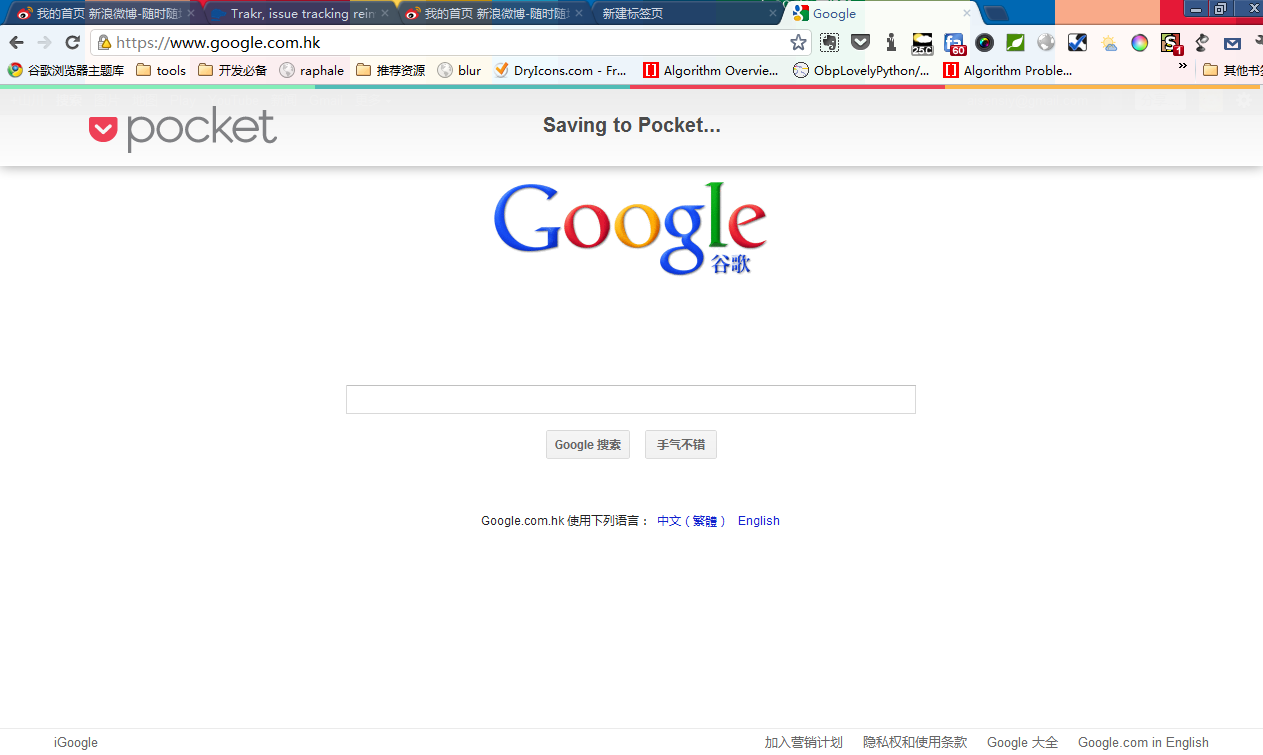 我的首页 新浪微博-随时随地
Trakr, issue tracking rein
我的首页 新浪微博-随时随地
新建标签页
Google
https://www.google.com.hk
25C
60
1
谷歌浏览器主题库
tools
开发必备
raphale
推荐资源
blur
DryIcons.com - Fr...
Algorithm Overvie...
ObpLovelyPython/...
Algorithm Proble...
»
其他书签
pocket
Saving to Pocket...
Google
谷歌
Google 搜索
手气不错
Google.com.hk 使用下列语言： 中文（繁體） English
iGoogle
加入营销计划
隐私权和使用条款
Google 大全
Google.com in English